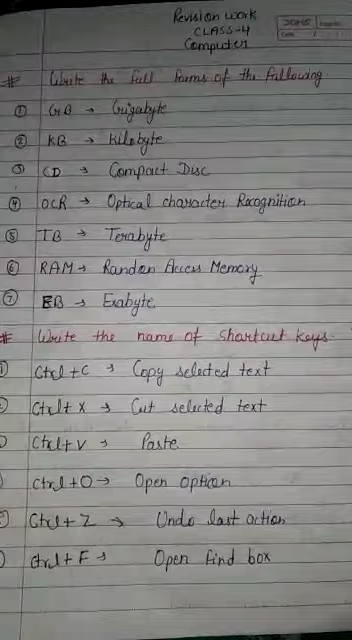 Revision work
CLASS-4
Computer
# Write the full forms of the following
① GB → Gigabyte
② KB → Kilobyte
③ CD → Compact Disc
④ OCR → Optical character Recognition
⑤ TB → Terabyte
⑥ RAM → Random Access Memory
⑦ EB → Exabyte
# Write the name of Shortcut keys.
Ctrl + C → Copy selected text
Ctrl + X → Cut selected text
Ctrl + V → Paste
Ctrl + O → Open option
Ctrl + Z → Undo last action
Ctrl + F → Open find box